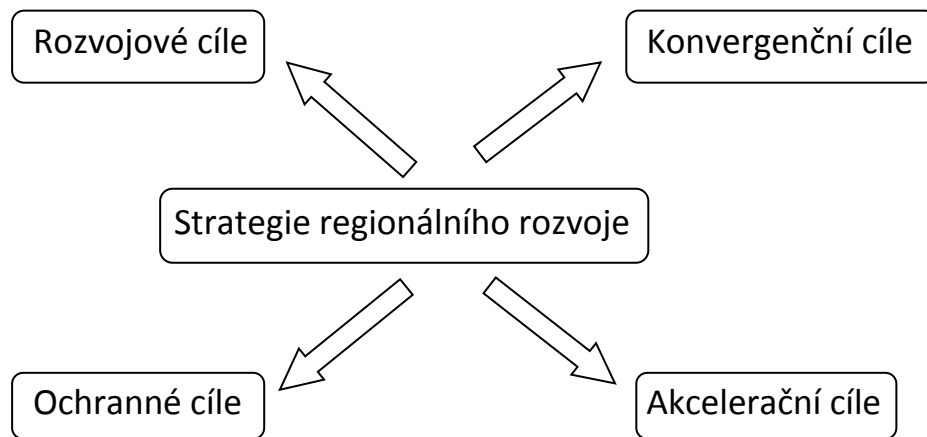 Rozvojové cíle
Konvergenční cíle
Strategie regionálního rozvoje
Ochranné cíle
Akcelerační cíle